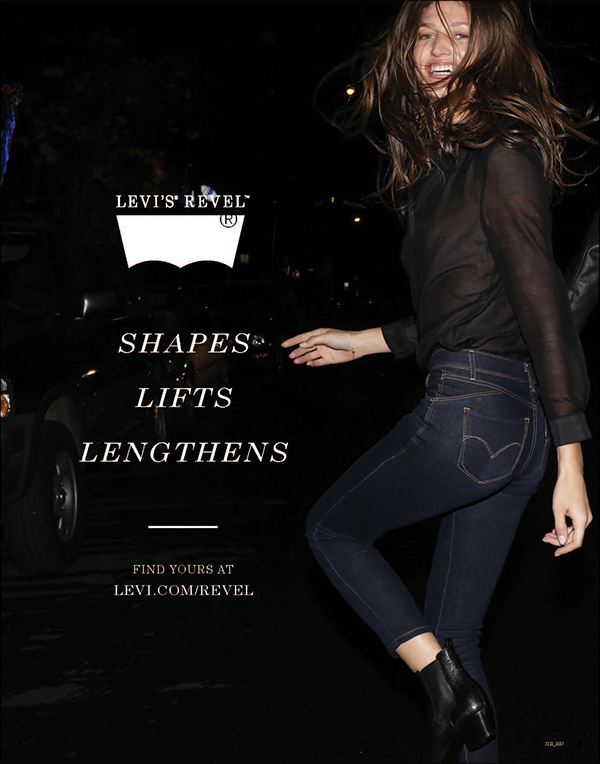 LEVI'S® REVEL™
®
SHAPES
LIFTS
LENGTHENS
FIND YOURS AT
LEVI.COM/REVEL